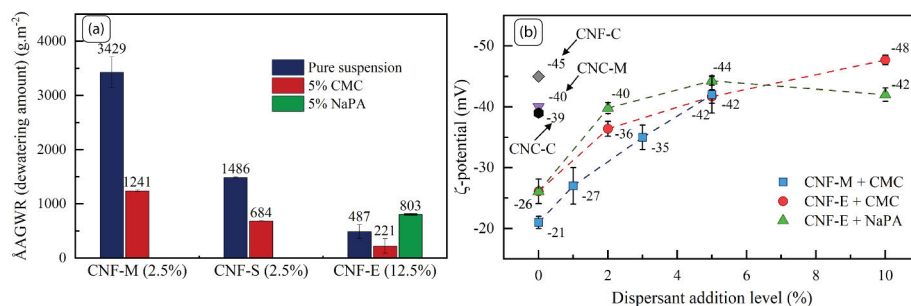 (a)
ÅAGWR (dewatering amount) (g.m⁻²)
4000
3000
2000
1000
0
3429
1241
1486
684
487
221
803
Pure suspension
5% CMC
5% NaPA
CNF-M (2.5%)
CNF-S (2.5%)
CNF-E (12.5%)
(b)
ζ-potential (mV)
-50
-40
-30
-20
CNF-C
-45
CNC-M
-40
-39
CNC-C
-26
-21
-27
-40
-36
-35
-44
-42
-42
-48
-42
CNF-M + CMC
CNF-E + CMC
CNF-E + NaPA
0
2
4
6
8
10
Dispersant addition level (%)